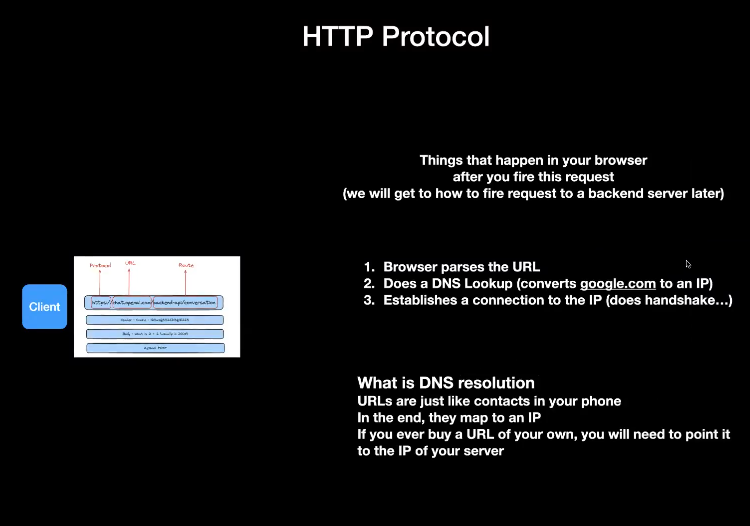 HTTP Protocol
Things that happen in your browser
after you fire this request
(we will get to how to fire request to a backend server later)
Protocol
URL
Route
https://chat.openai.com/backend-api/conversation
Client
1. Browser parses the URL
2. Does a DNS Lookup (converts google.com to an IP)
3. Establishes a connection to the IP (does handshake…)
What is DNS resolution
URLs are just like contacts in your phone
In the end, they map to an IP
If you ever buy a URL of your own, you will need to point it
to the IP of your server